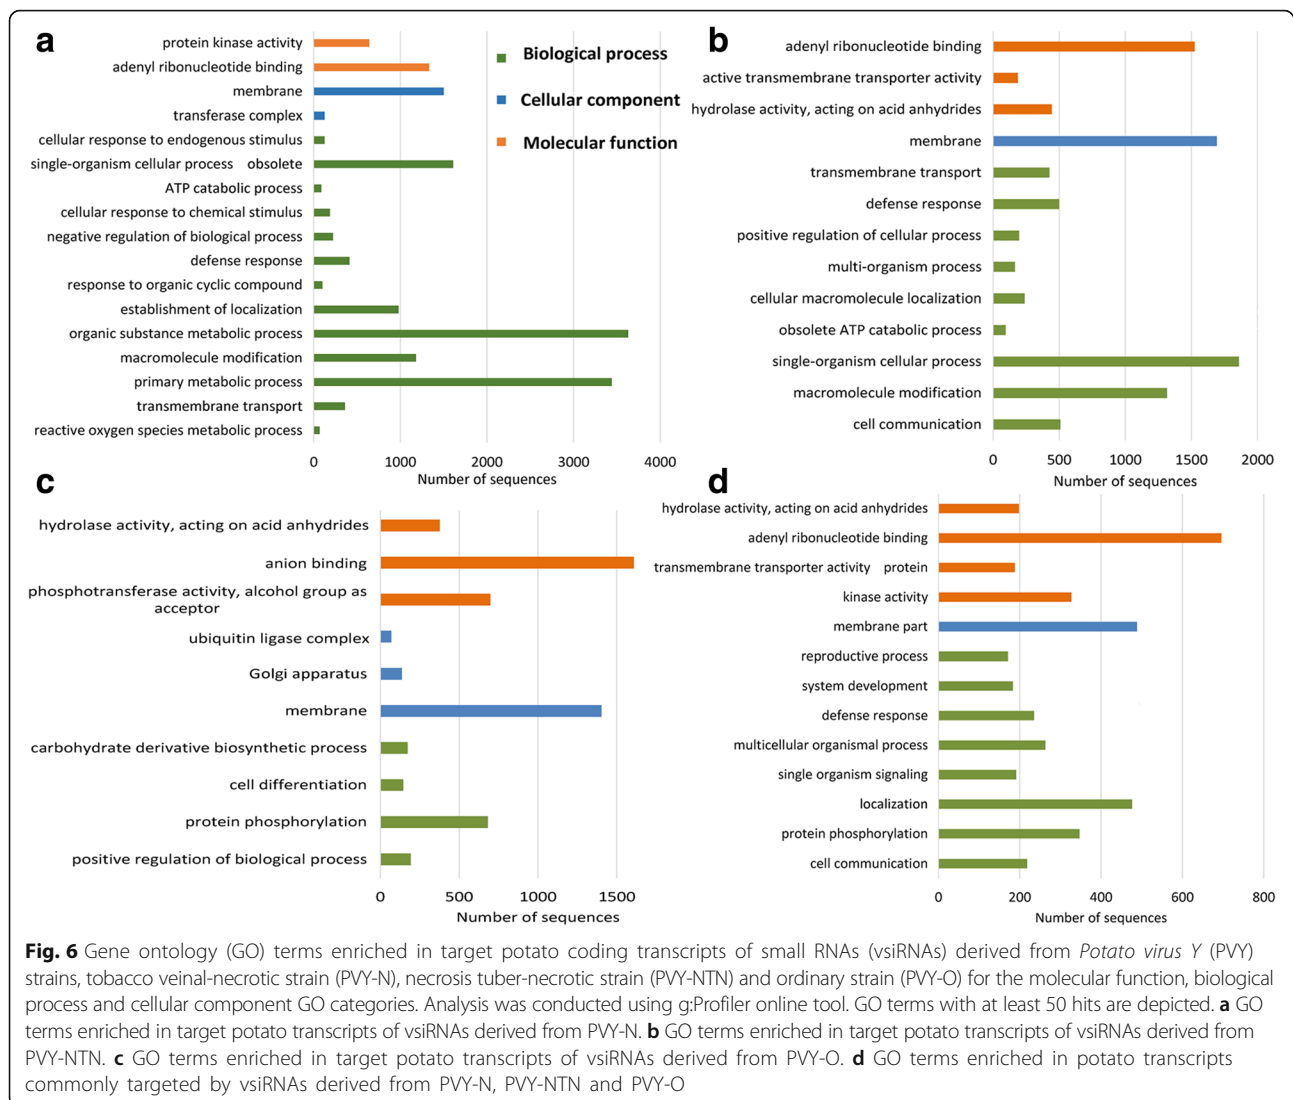 a
protein kinase activity
adenyl ribonucleotide binding
membrane
transferase complex
cellular response to endogenous stimulus
single-organism cellular process obsolete
ATP catabolic process
cellular response to chemical stimulus
negative regulation of biological process
defense response
response to organic cyclic compound
establishment of localization
organic substance metabolic process
macromolecule modification
primary metabolic process
transmembrane transport
reactive oxygen species metabolic process
0 1000 2000 3000 4000
Number of sequences
Biological process
Cellular component
Molecular function
b
adenyl ribonucleotide binding
active transmembrane transporter activity
hydrolase activity, acting on acid anhydrides
membrane
transmembrane transport
defense response
positive regulation of cellular process
multi-organism process
cellular macromolecule localization
obsolete ATP catabolic process
single-organism cellular process
macromolecule modification
cell communication
0 500 1000 1500 2000
Number of sequences
c
hydrolase activity, acting on acid anhydrides
anion binding
phosphotransferase activity, alcohol group as
acceptor
ubiquitin ligase complex
Golgi apparatus
membrane
carbohydrate derivative biosynthetic process
cell differentiation
protein phosphorylation
positive regulation of biological process
0 500 1000 1500
Number of sequences
d
hydrolase activity, acting on acid anhydrides
adenyl ribonucleotide binding
transmembrane transporter activity protein
kinase activity
membrane part
reproductive process
system development
defense response
multicellular organismal process
single organism signaling
localization
protein phosphorylation
cell communication
0 200 400 600 800
Number of sequences
Fig. 6 Gene ontology (GO) terms enriched in target potato coding transcripts of small RNAs (vsiRNAs) derived from Potato virus Y (PVY)
strains, tobacco veinal-necrotic strain (PVY-N), necrosis tuber-necrotic strain (PVY-NTN) and ordinary strain (PVY-O) for the molecular function, biological
process and cellular component GO categories. Analysis was conducted using g:Profiler online tool. GO terms with at least 50 hits are depicted. a GO
terms enriched in target potato transcripts of vsiRNAs derived from PVY-N. b GO terms enriched in target potato transcripts of vsiRNAs derived from
PVY-NTN. c GO terms enriched in target potato transcripts of vsiRNAs derived from PVY-O. d GO terms enriched in potato transcripts
commonly targeted by vsiRNAs derived from PVY-N, PVY-NTN and PVY-O